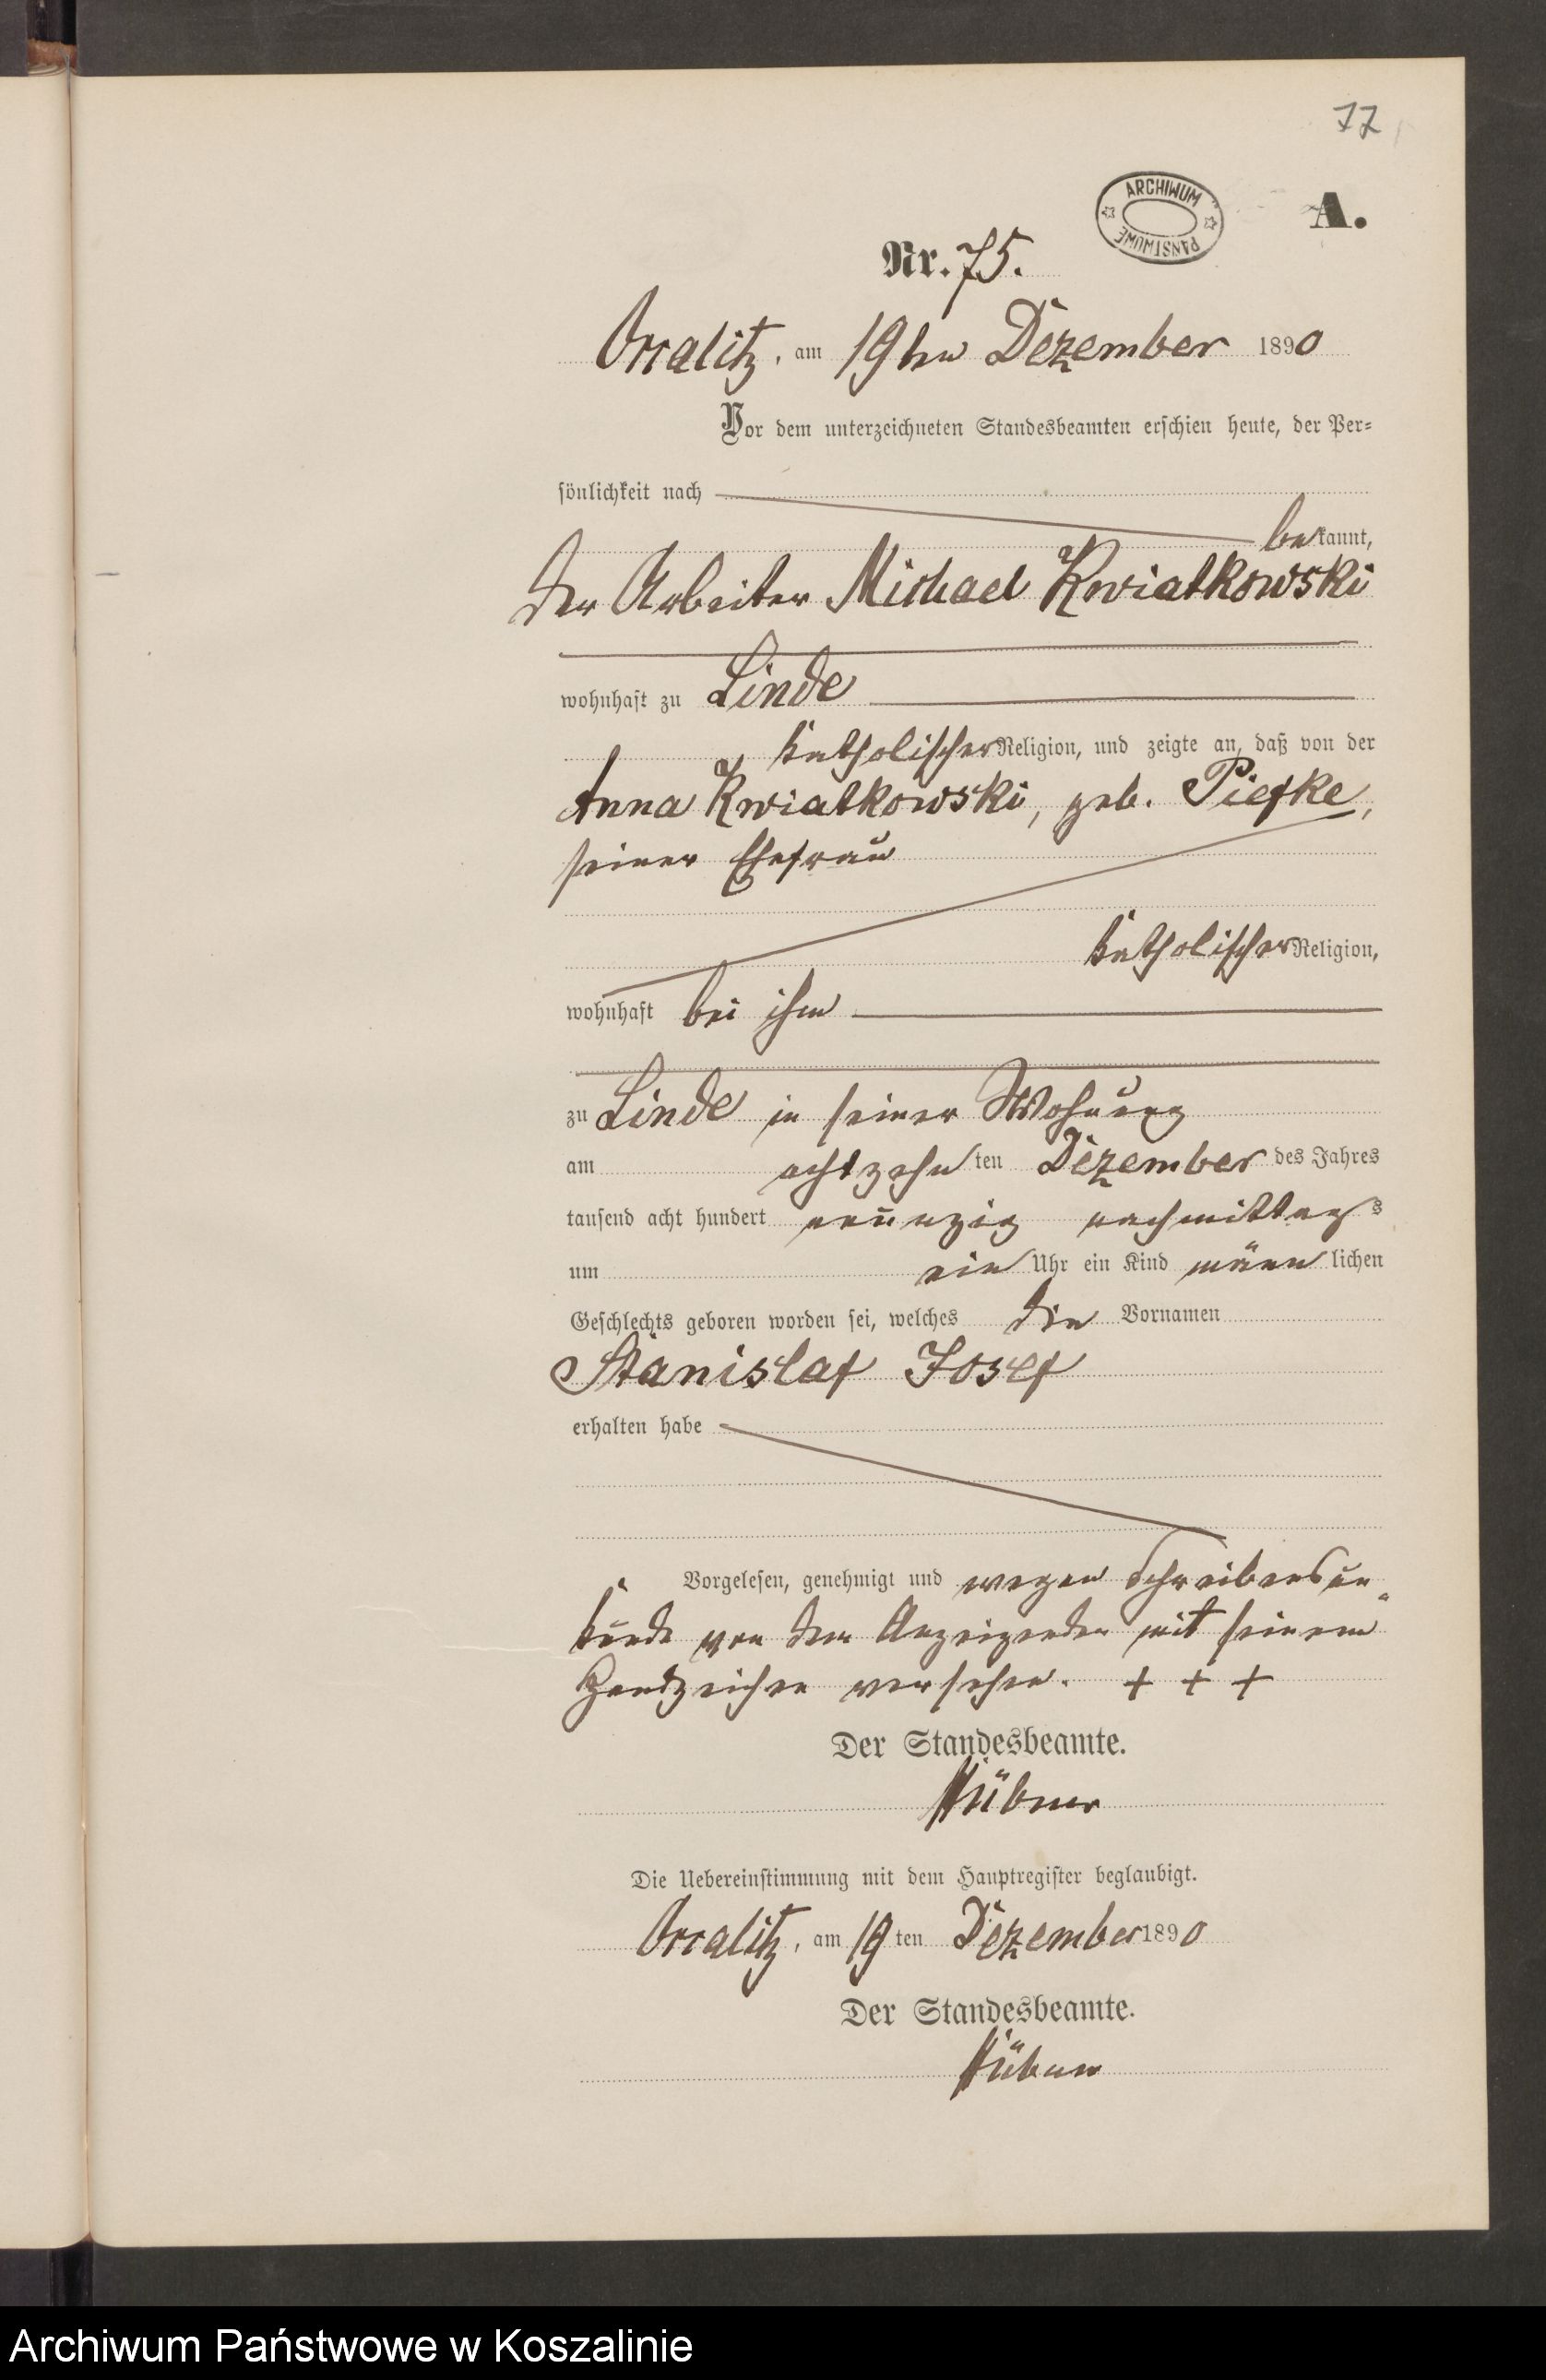 77
ARCHIWUM PAŃSTWOWE
A.
Nr. 75.
am 19ten Dezember 1890
Vor dem unterzeichneten Standesbeamten erschien heute, der Per=
sönlichkeit nach
bekannt,
der Arbeiter Michael Kwiatkowski
wohnhaft zu Linde
katholischer Religion, und zeigte an, daß von der
Anna Kwiatkowski, geb. Piefke,
seiner Ehefrau
katholischer Religion,
wohnhaft bei ihm
zu Linde in seiner Wohnung
am achtzehnten Dezember des Jahres
tausend acht hundert neunzig nachmittags
um ein Uhr ein Kind männlichen
Geschlechts geboren worden sei, welches die Vornamen
Stanislaf Josef
erhalten habe
Vorgelesen, genehmigt und wegen Schreibensun-
kunde von dem Anzeigenden mit seinem
Handzeichen versehen. + + +
Der Standesbeamte.
Hübner
Die Uebereinstimmung mit dem Hauptregister beglaubigt.
am 19ten Dezember 1890
Der Standesbeamte.
Hübner
Archiwum Państwowe w Koszalinie